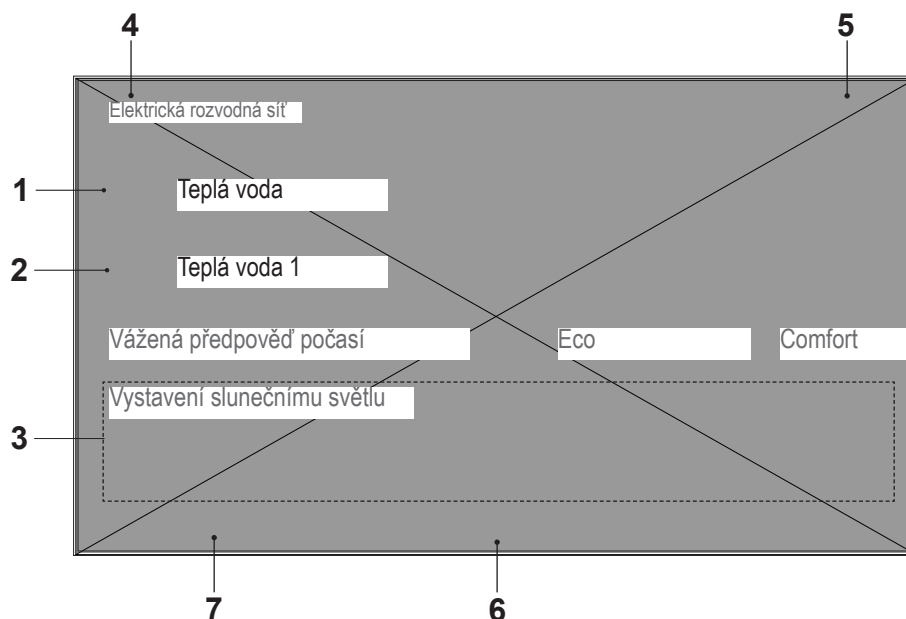 4 5
Elektrická rozvodná síť
1 Teplá voda
2 Teplá voda 1
Vážená předpověď počasí Eco Comfort
Vystavení slunečnímu světlu
3
7 6